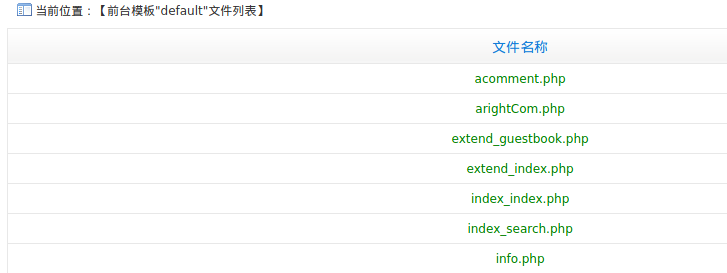 当前位置：【前台模板"default"文件列表】
文件名称
acomment.php
arightCom.php
extend_guestbook.php
extend_index.php
index_index.php
index_search.php
info.php